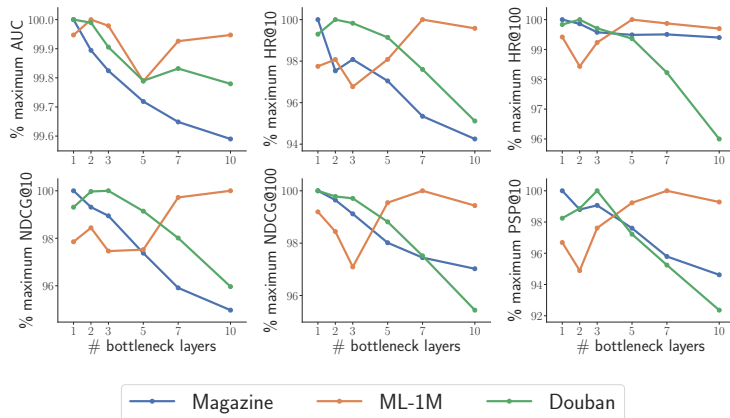 % maximum AUC
100.0
99.9
99.8
99.7
99.6
1 2 3 5 7 10
% maximum HR@10
100
98
96
94
1 2 3 5 7 10
% maximum HR@100
100
99
98
97
96
1 2 3 5 7 10
% maximum NDCG@10
100
98
96
1 2 3 5 7 10
# bottleneck layers
% maximum NDCG@100
100
98
96
1 2 3 5 7 10
# bottleneck layers
% maximum PSP@10
100
98
96
94
92
1 2 3 5 7 10
# bottleneck layers
Magazine ML-1M Douban